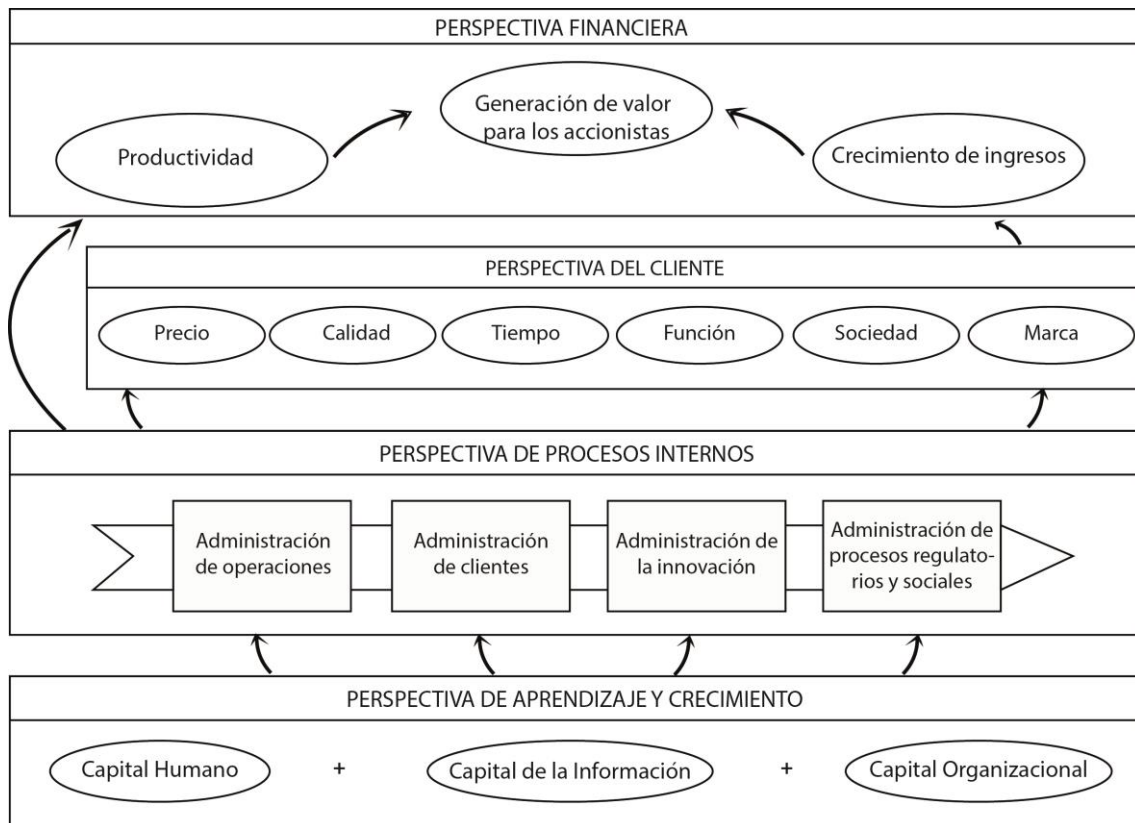 PERSPECTIVA FINANCIERA
Generación de valor
para los accionistas
Productividad
Crecimiento de ingresos
PERSPECTIVA DEL CLIENTE
Precio
Calidad
Tiempo
Función
Sociedad
Marca
PERSPECTIVA DE PROCESOS INTERNOS
Administración
de operaciones
Administración
de clientes
Administración de
la innovación
Administración de
procesos regulato-
rios y sociales
PERSPECTIVA DE APRENDIZAJE Y CRECIMIENTO
Capital Humano
+
Capital de la Información
+
Capital Organizacional